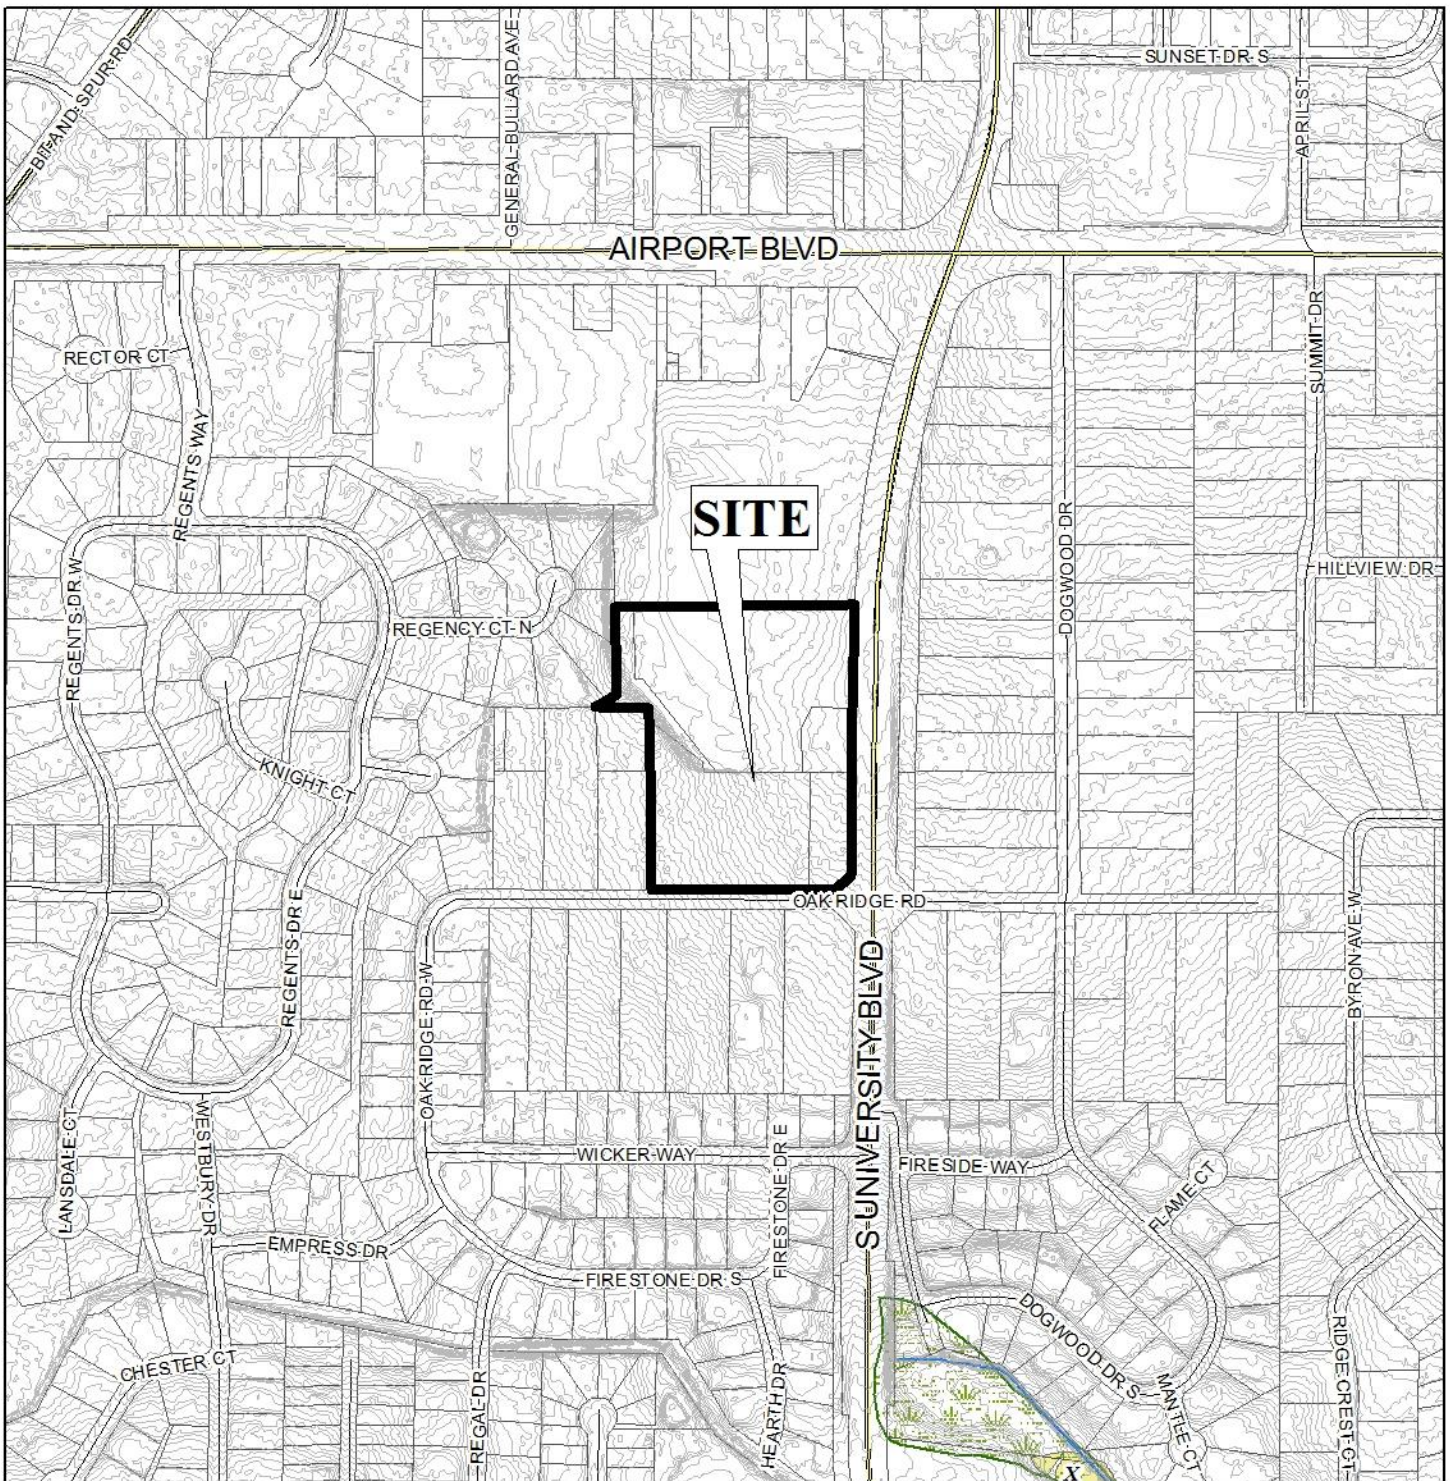 SUNSET DR S
BIT AND SPUR RD
GENERAL BULLARD AVE
APRIL ST
AIRPORT BLVD
RECTOR CT
REGENTS WAY
SUMMIT DR
SITE
DOGWOOD DR
HILLVIEW DR
REGENTS DR W
REGENCY CT N
KNIGHT CT
REGENTS DR E
OAK RIDGE RD
BYRON AVE W
OAK RIDGE RD W
S UNIVERSITY BLVD
LANSDALE CT
WESTBURY DR
WICKER WAY
FIRESTONE DR E
FIRESIDE WAY
FLAME CT
EMPRESS DR
FIRESTONE DR S
DOGWOOD DR S
CHESTER CT
REGAL DR
HEARTH DR
MANTLE CT
RIDGE CREST CT
X